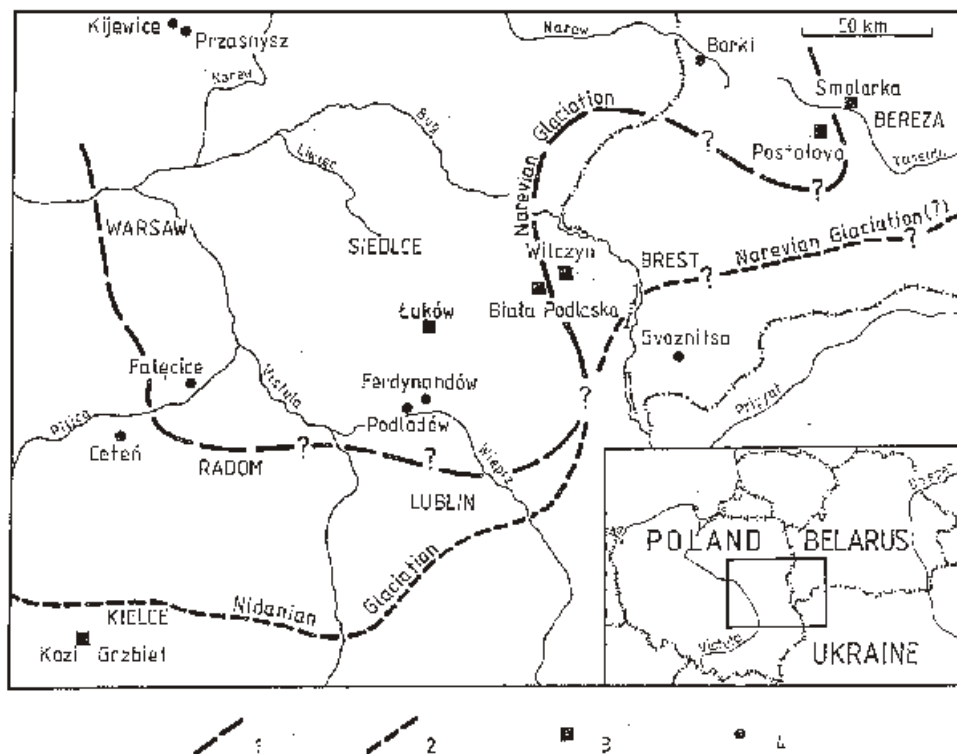 Kijewice
Przasnysz
Narew
Narew
Borki
50 km
Smolarka
BEREZA
Postołovo
Bug
Liwiec
Narevian Glaciation
?
?
WARSAW
SIEDLCE
Wilczyn
BREST
?
Narevian Glaciation (?)
?
Biała Podlaska
Łuków
Svoznitsa
Falęcice
Vistula
Ferdynandów
Podlodów
?
Pripyat
Pilica
Ceteń
RADOM
?
?
Wieprz
LUBLIN
POLAND
BELARUS
Nidanian Glaciation
KIELCE
Kozi Grzbiet
Vistula
UKRAINE
1
2
3
4